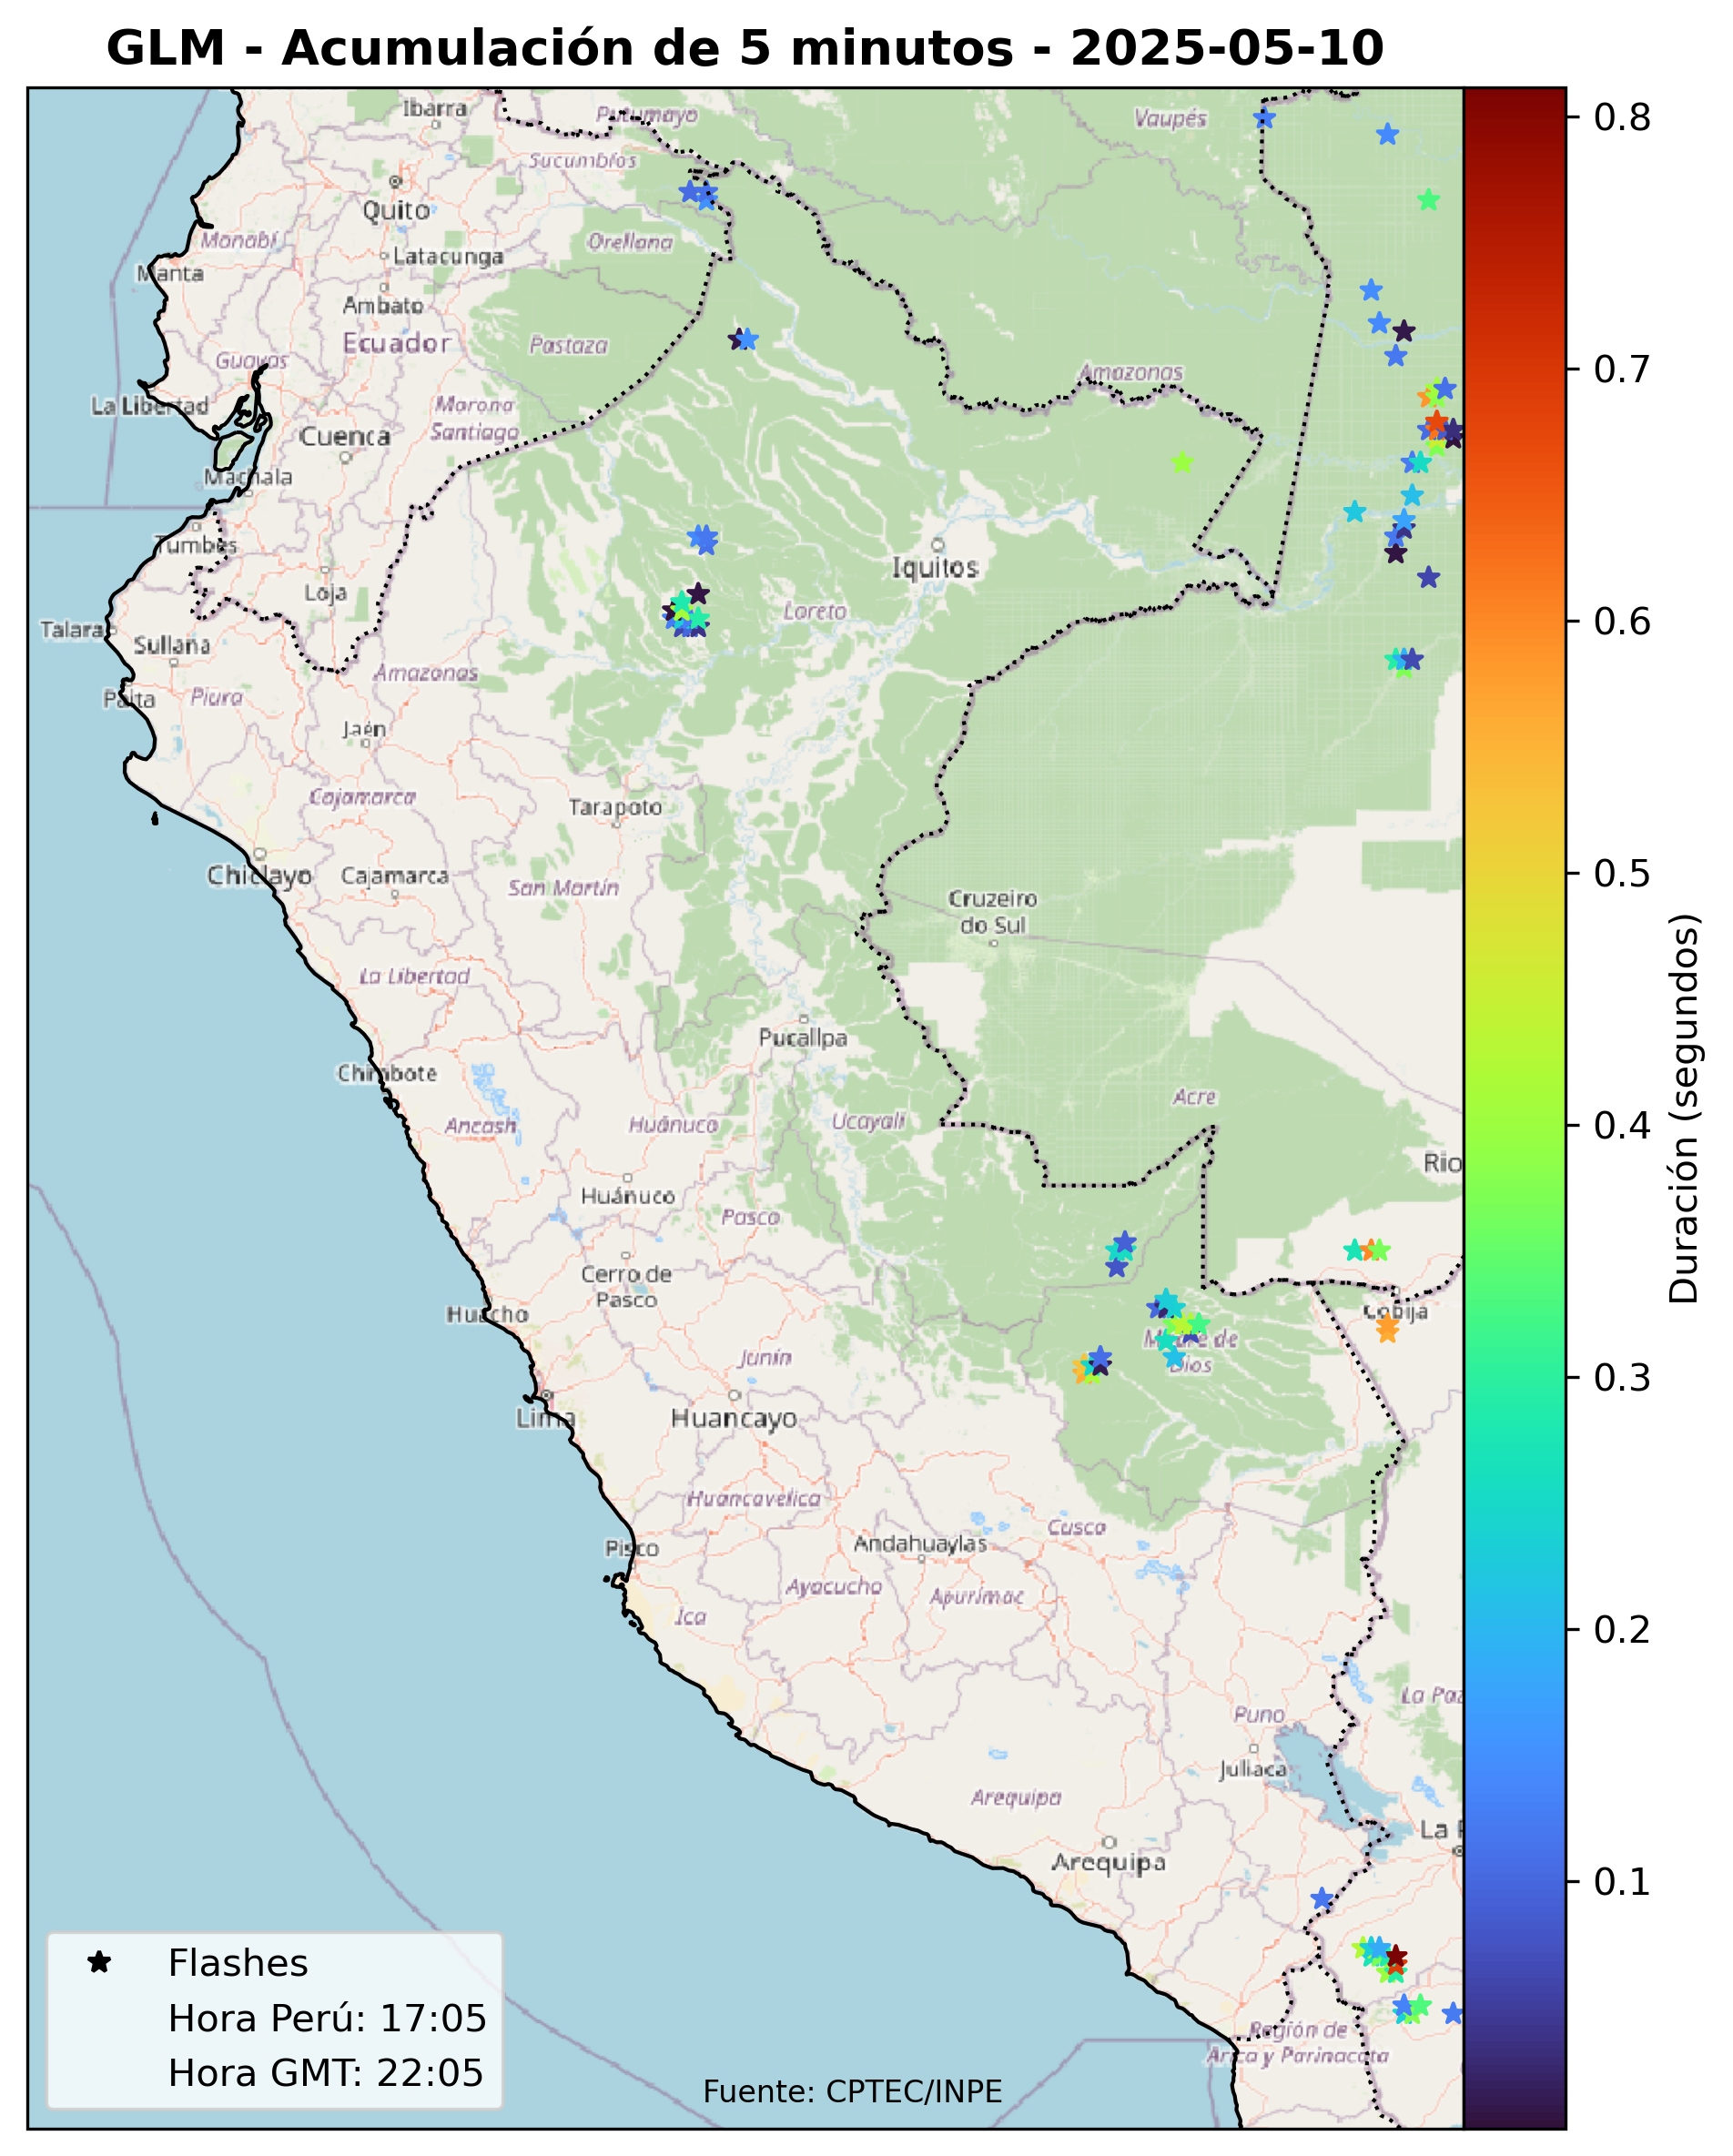 GLM - Acumulación de 5 minutos - 2025-05-10
Ibarra
Putumayo
Vaupés
Sucumbíos
Quito
Manabí
Orellana
Latacunga
Manta
Ambato
Ecuador
Pastaza
Guayas
Amazonas
La Libertad
Morona
Santiago
Cuenca
Machala
Tumbes
Iquitos
Loja
Loreto
Talara
Sullana
Amazonas
Paita
Piura
Jaén
Cajamarca
Tarapoto
Chiclayo
Cajamarca
San Martín
Cruzeiro
do Sul
La Libertad
Pucallpa
Chimbote
Acre
Ancash
Huánuco
Ucayali
Rio
Huánuco
Pasco
Cerro de
Pasco
Huacho
Cobija
Madre de
Dios
Junín
Lima
Huancayo
Huancavelica
Cusco
Pisco
Andahuaylas
Ayacucho
Apurímac
Ica
La Paz
Puno
Juliaca
Arequipa
La P
Arequipa
Región de
Arica y Parinacota
Flashes
Hora Perú: 17:05
Hora GMT: 22:05
Fuente: CPTEC/INPE
0.8
0.7
0.6
0.5
0.4
0.3
0.2
0.1
Duración (segundos)